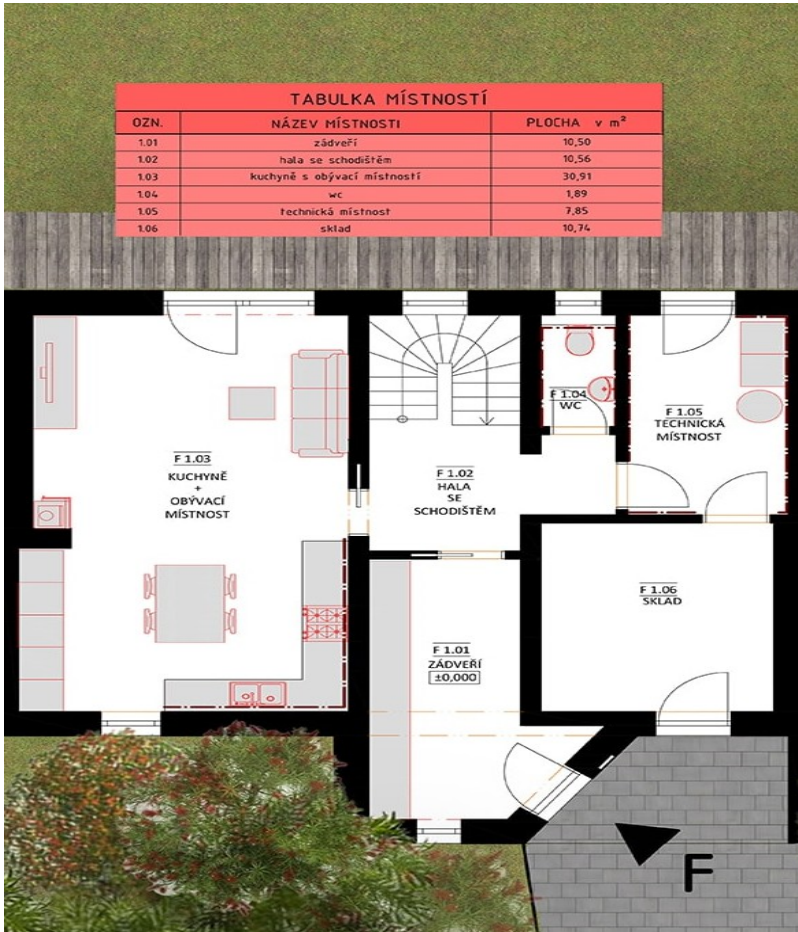 TABULKA MÍSTNOSTÍ
OZN. NÁZEV MÍSTNOSTI PLOCHA v m²
1.01 zádveří 10,50
1.02 hala se schodištěm 10,56
1.03 kuchyně s obývací místností 30,91
1.04 wc 1,89
1.05 technická místnost 7,85
1.06 sklad 10,74
F 1.04
WC
F 1.05
TECHNICKÁ
MÍSTNOST
F 1.03
KUCHYNĚ
+
OBÝVACÍ
MÍSTNOST
F 1.02
HALA
SE
SCHODIŠTĚM
F 1.06
SKLAD
F 1.01
ZÁDVEŘÍ
±0,000
F